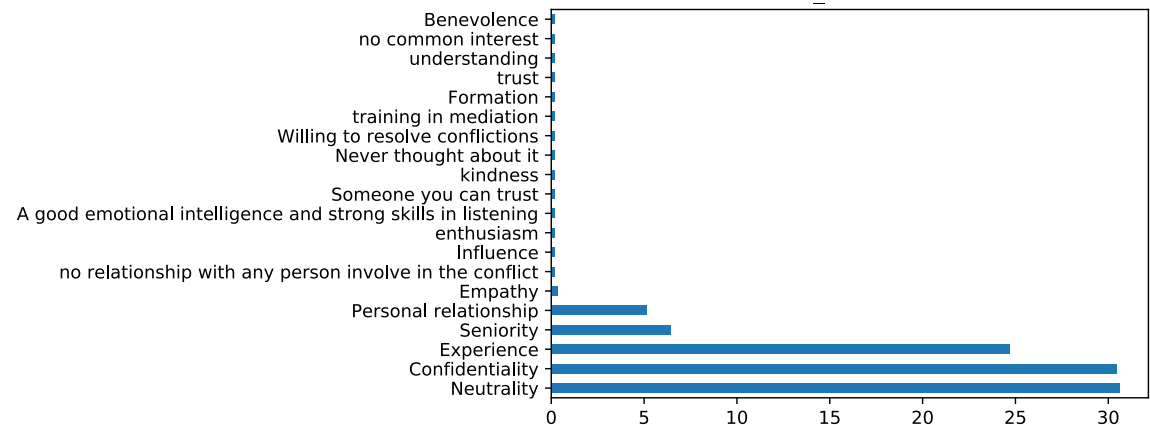 Benevolence
no common interest
understanding
trust
Formation
training in mediation
Willing to resolve conflictions
Never thought about it
kindness
Someone you can trust
A good emotional intelligence and strong skills in listening
enthusiasm
Influence
no relationship with any person involve in the conflict
Empathy
Personal relationship
Seniority
Experience
Confidentiality
Neutrality
0 5 10 15 20 25 30